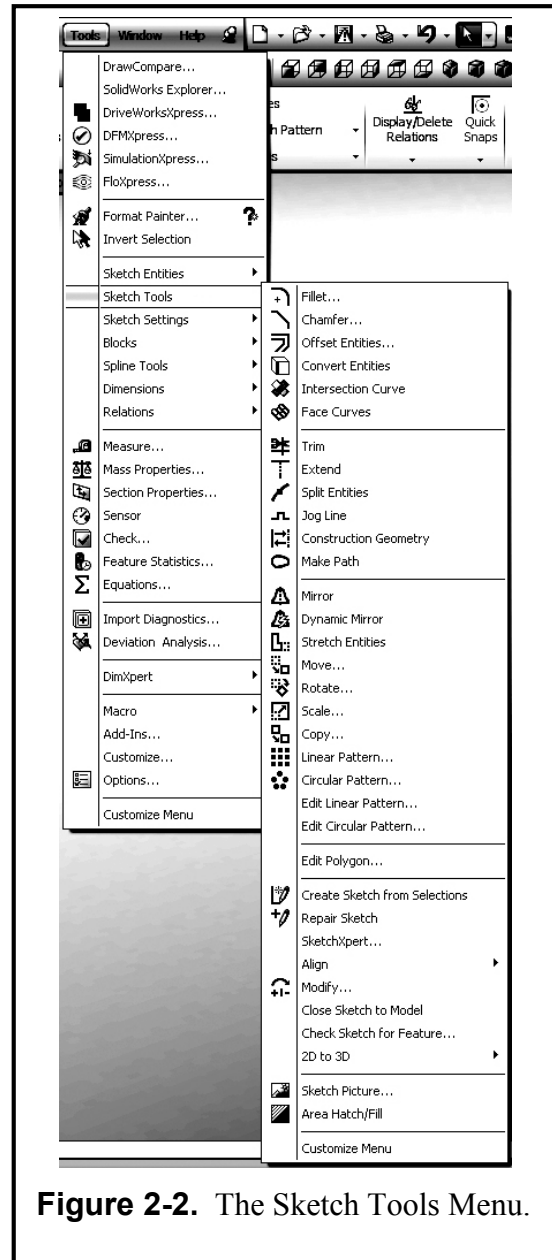 Tools Window Help
DrawCompare...
SolidWorks Explorer...
DriveWorksXpress...
DFMXpress...
SimulationXpress...
FloXpress...
Format Painter...
Invert Selection
Sketch Entities
Sketch Tools
Sketch Settings
Blocks
Spline Tools
Dimensions
Relations
Measure...
Mass Properties...
Section Properties...
Sensor
Check...
Feature Statistics...
Equations...
Import Diagnostics...
Deviation Analysis...
DimXpert
Macro
Add-Ins...
Customize...
Options...
Customize Menu
es
h Pattern
s
Display/Delete
Relations
Quick
Snaps
Fillet...
Chamfer...
Offset Entities...
Convert Entities
Intersection Curve
Face Curves
Trim
Extend
Split Entities
Jog Line
Construction Geometry
Make Path
Mirror
Dynamic Mirror
Stretch Entities
Move...
Rotate...
Scale...
Copy...
Linear Pattern...
Circular Pattern...
Edit Linear Pattern...
Edit Circular Pattern...
Edit Polygon...
Create Sketch from Selections
Repair Sketch
SketchXpert...
Align
Modify...
Close Sketch to Model
Check Sketch for Feature...
2D to 3D
Sketch Picture...
Area Hatch/Fill
Customize Menu
Figure 2-2. The Sketch Tools Menu.